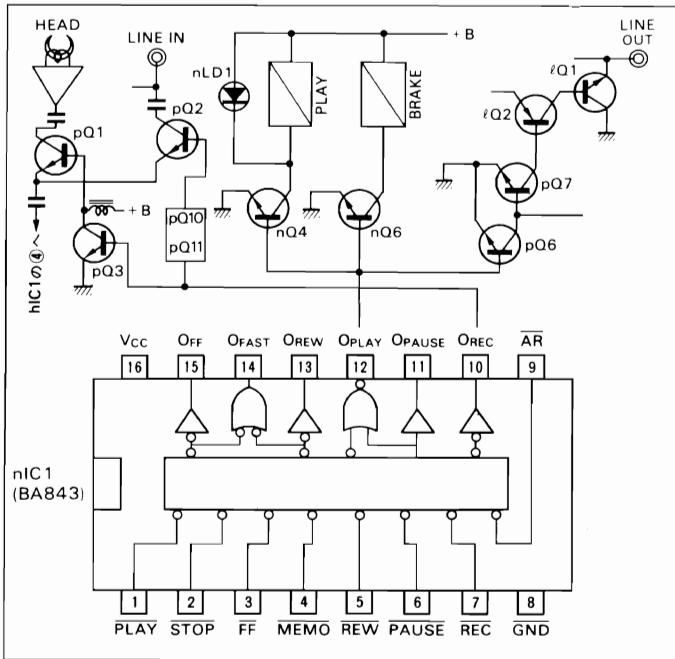 HEAD
LINE IN
LINE OUT
+ B
nLD1
PLAY
BRAKE
ℓQ1
ℓQ2
pQ1
pQ2
pQ7
pQ6
pQ10
pQ11
nQ4
nQ6
+ B
pQ3
hIC1の④へ
VCC OFF OFAST OREW OPLAY OPAUSE OREC AR
16 15 14 13 12 11 10 9
nIC1
(BA843)
1 2 3 4 5 6 7 8
PLAY STOP FF MEMO REW PAUSE REC GND